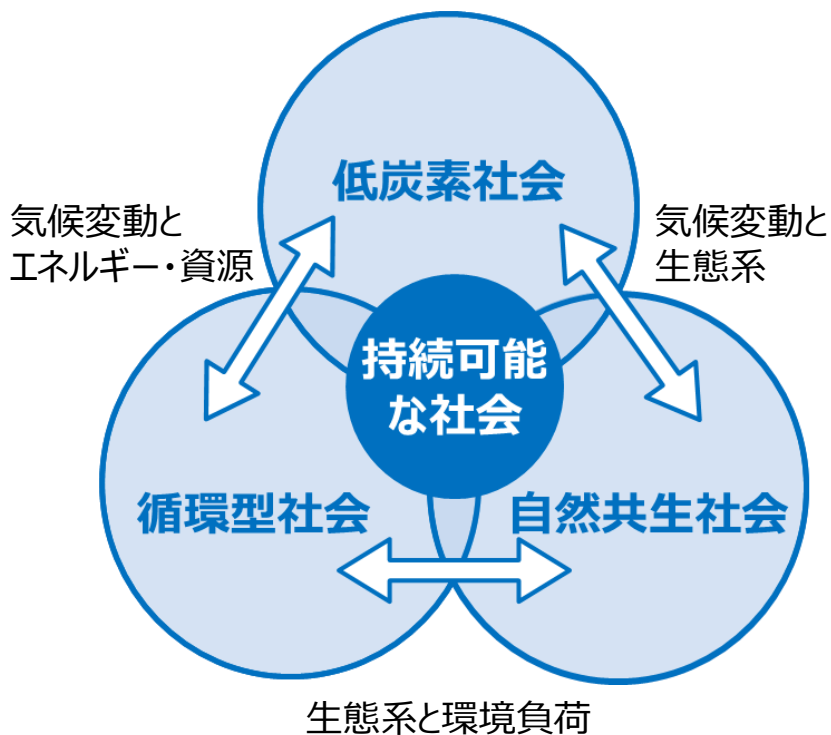 低炭素社会
気候変動と
エネルギー・資源
気候変動と
生態系
持続可能
な社会
循環型社会
自然共生社会
生態系と環境負荷